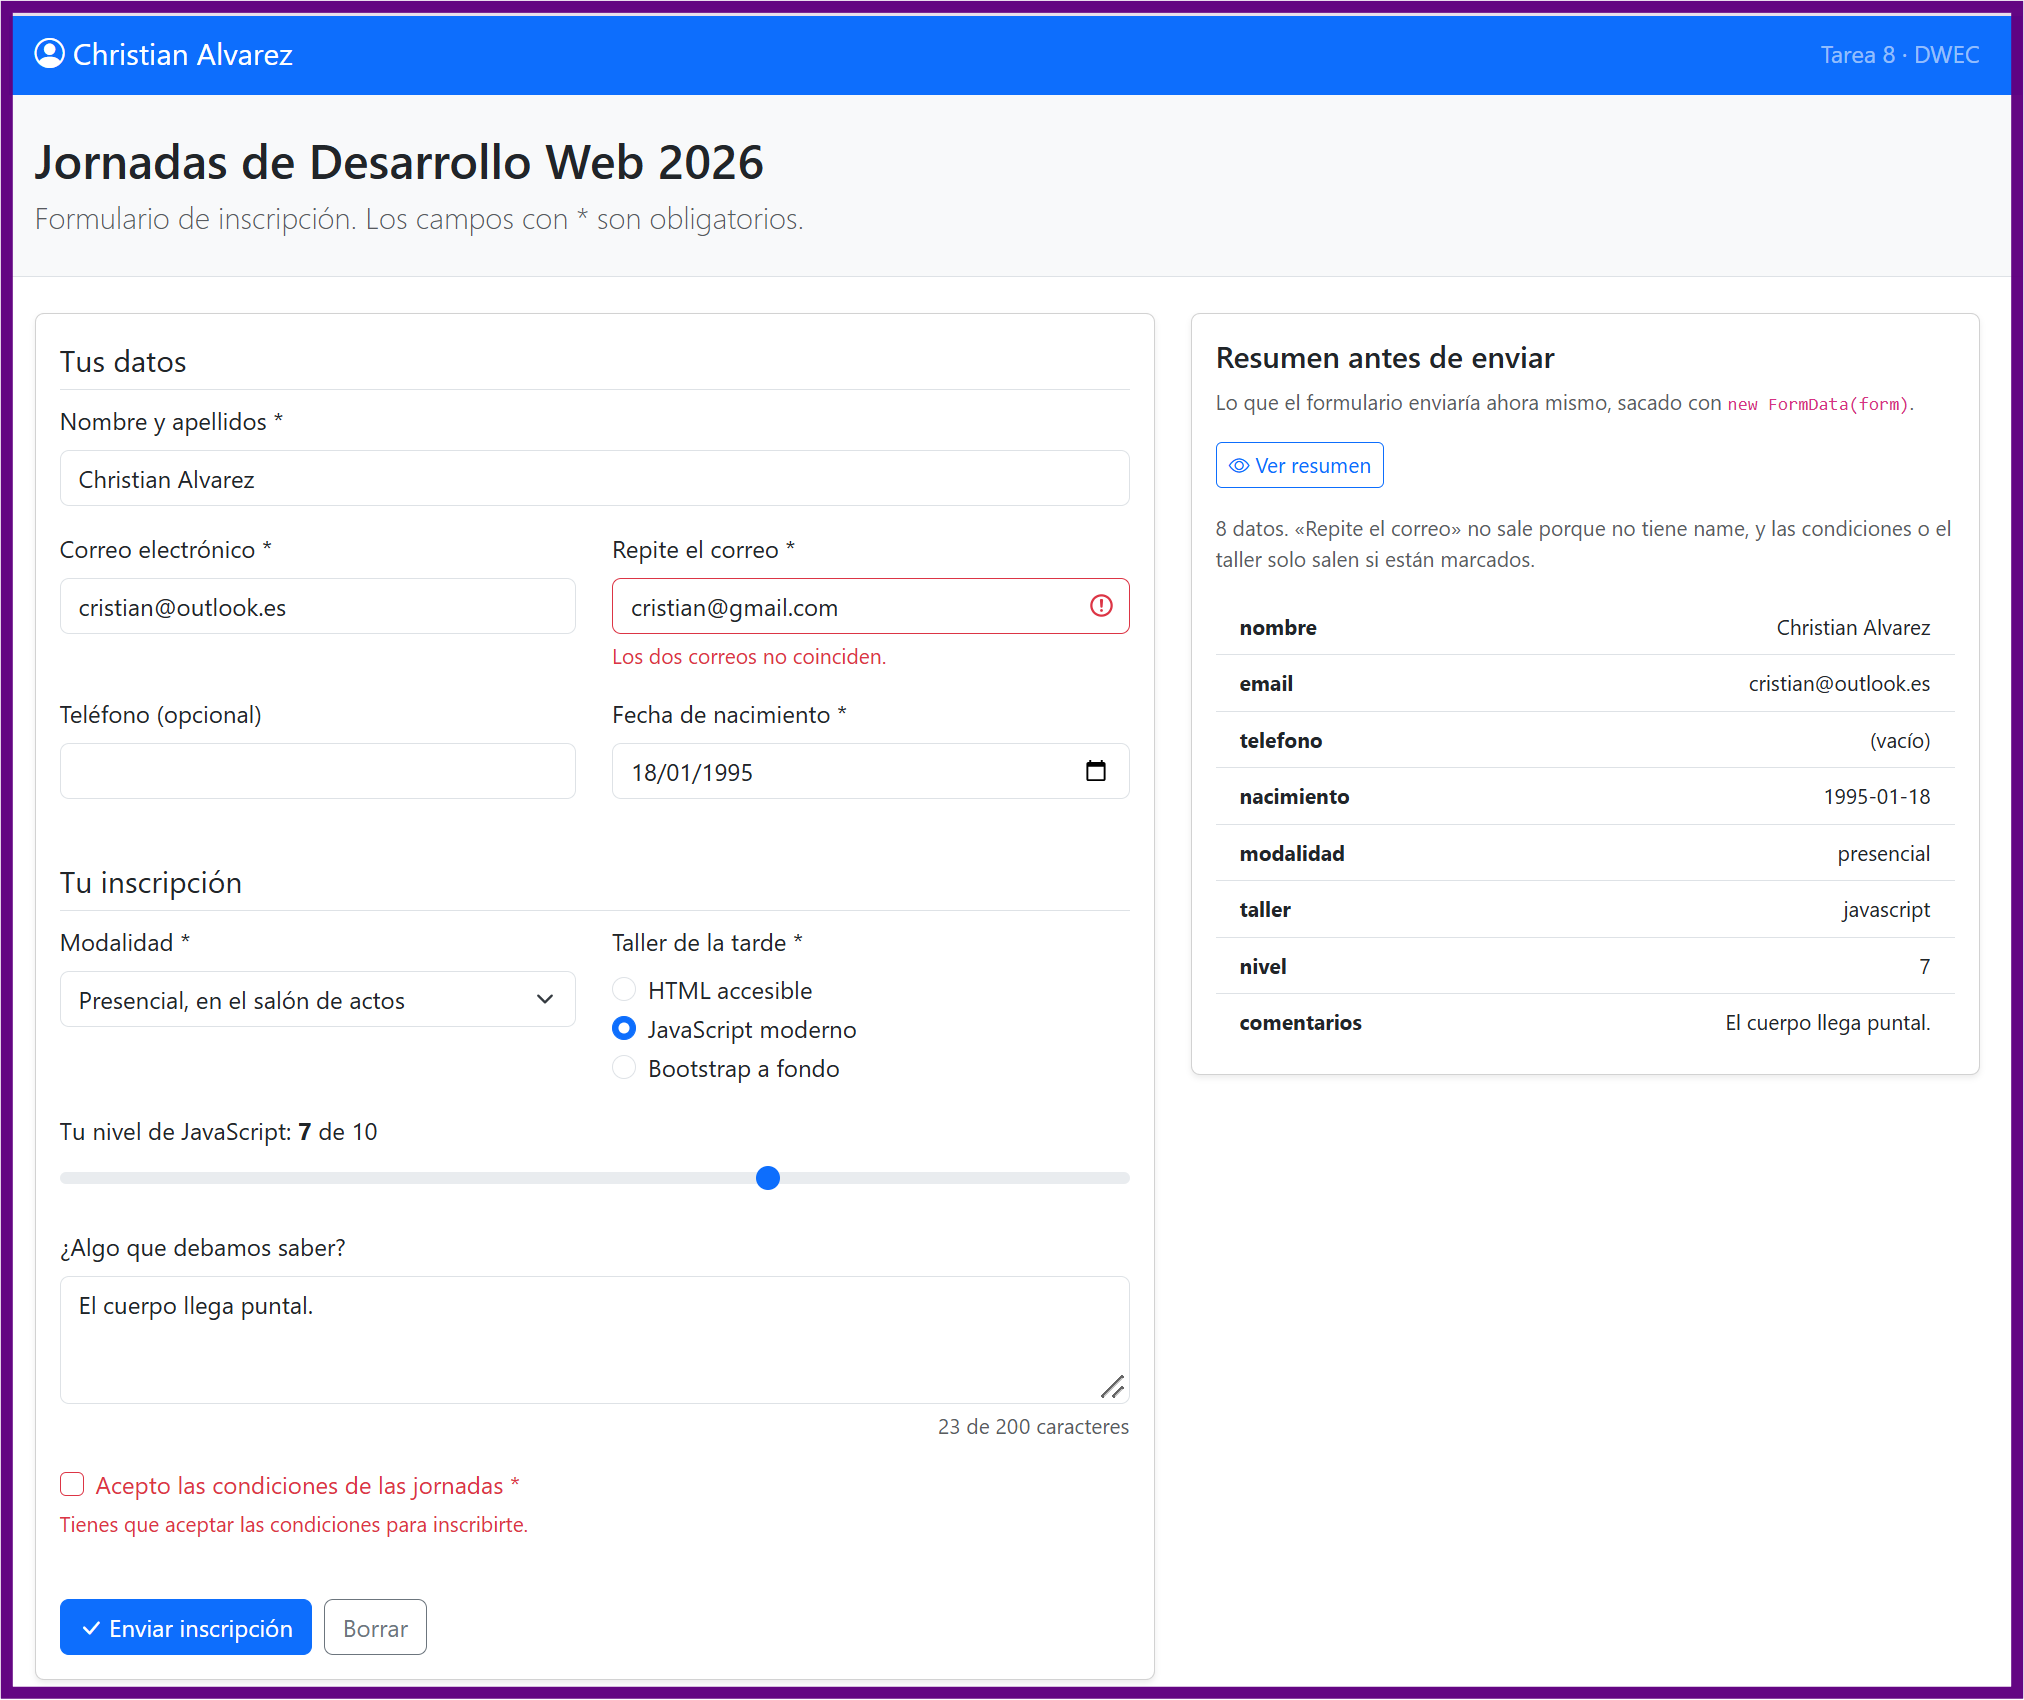 Christian Alvarez
Tarea 8 · DWEC
Jornadas de Desarrollo Web 2026
Formulario de inscripción. Los campos con * son obligatorios.
Tus datos
Nombre y apellidos *
Christian Alvarez
Correo electrónico *
cristian@outlook.es
Repite el correo *
cristian@gmail.com
Los dos correos no coinciden.
Teléfono (opcional)
Fecha de nacimiento *
18/01/1995
Tu inscripción
Modalidad *
Presencial, en el salón de actos
Taller de la tarde *
HTML accesible
JavaScript moderno
Bootstrap a fondo
Tu nivel de JavaScript: 7 de 10
¿Algo que debamos saber?
El cuerpo llega puntal.
23 de 200 caracteres
Acepto las condiciones de las jornadas *
Tienes que aceptar las condiciones para inscribirte.
Enviar inscripción
Borrar
Resumen antes de enviar
Lo que el formulario enviaría ahora mismo, sacado con new FormData(form).
Ver resumen
8 datos. «Repite el correo» no sale porque no tiene name, y las condiciones o el
taller solo salen si están marcados.
nombre Christian Alvarez
email cristian@outlook.es
telefono (vacío)
nacimiento 1995-01-18
modalidad presencial
taller javascript
nivel 7
comentarios El cuerpo llega puntal.